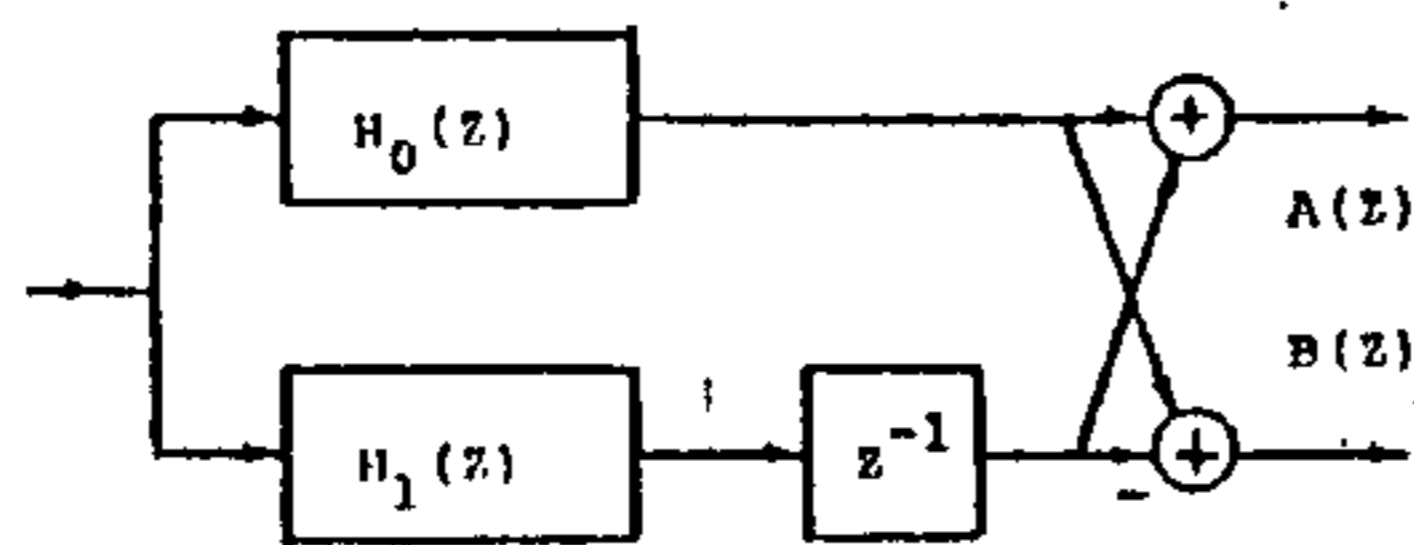 H₀(Z)
+
A(Z)
B(Z)
H₁(Z)
z⁻¹
−
+